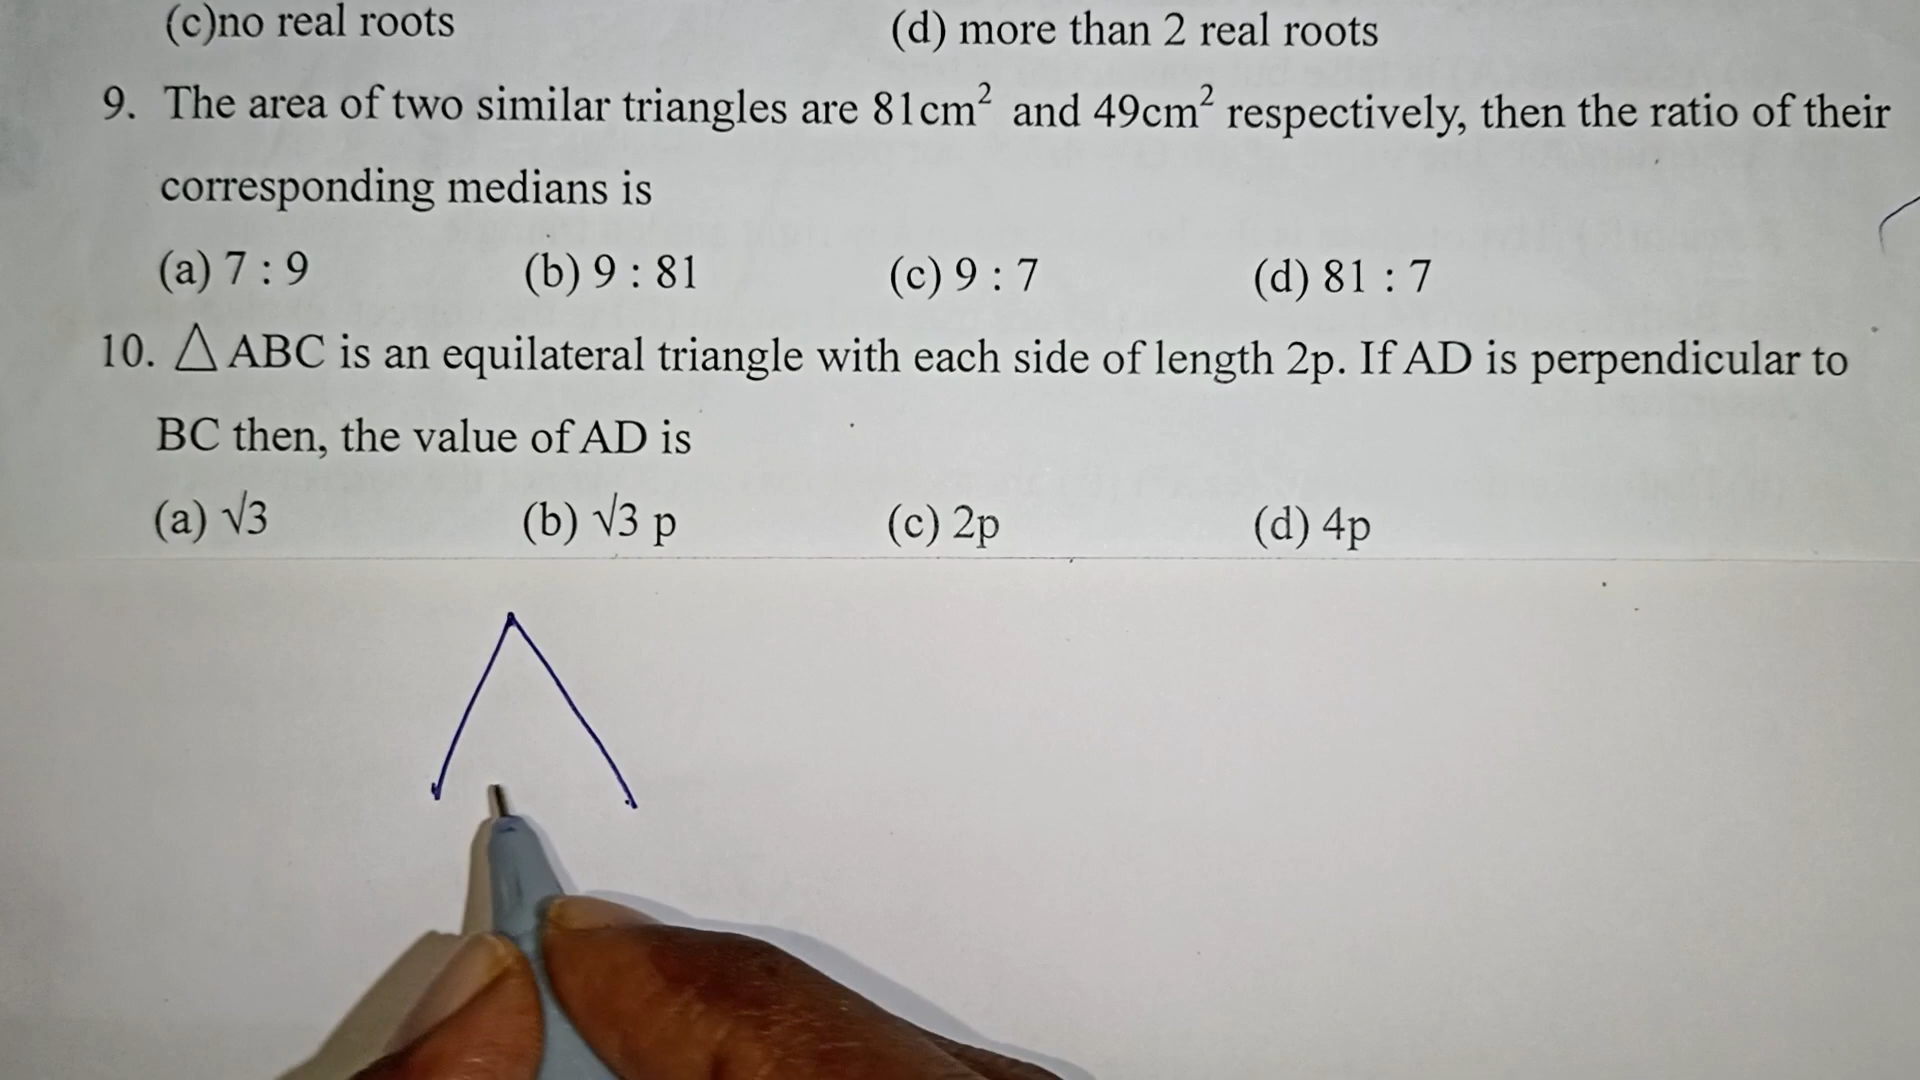 (c)no real roots (d) more than 2 real roots
9. The area of two similar triangles are 81cm² and 49cm² respectively, then the ratio of their
corresponding medians is
(a) 7 : 9 (b) 9 : 81 (c) 9 : 7 (d) 81 : 7
10. △ ABC is an equilateral triangle with each side of length 2p. If AD is perpendicular to
BC then, the value of AD is
(a) √3 (b) √3 p (c) 2p (d) 4p